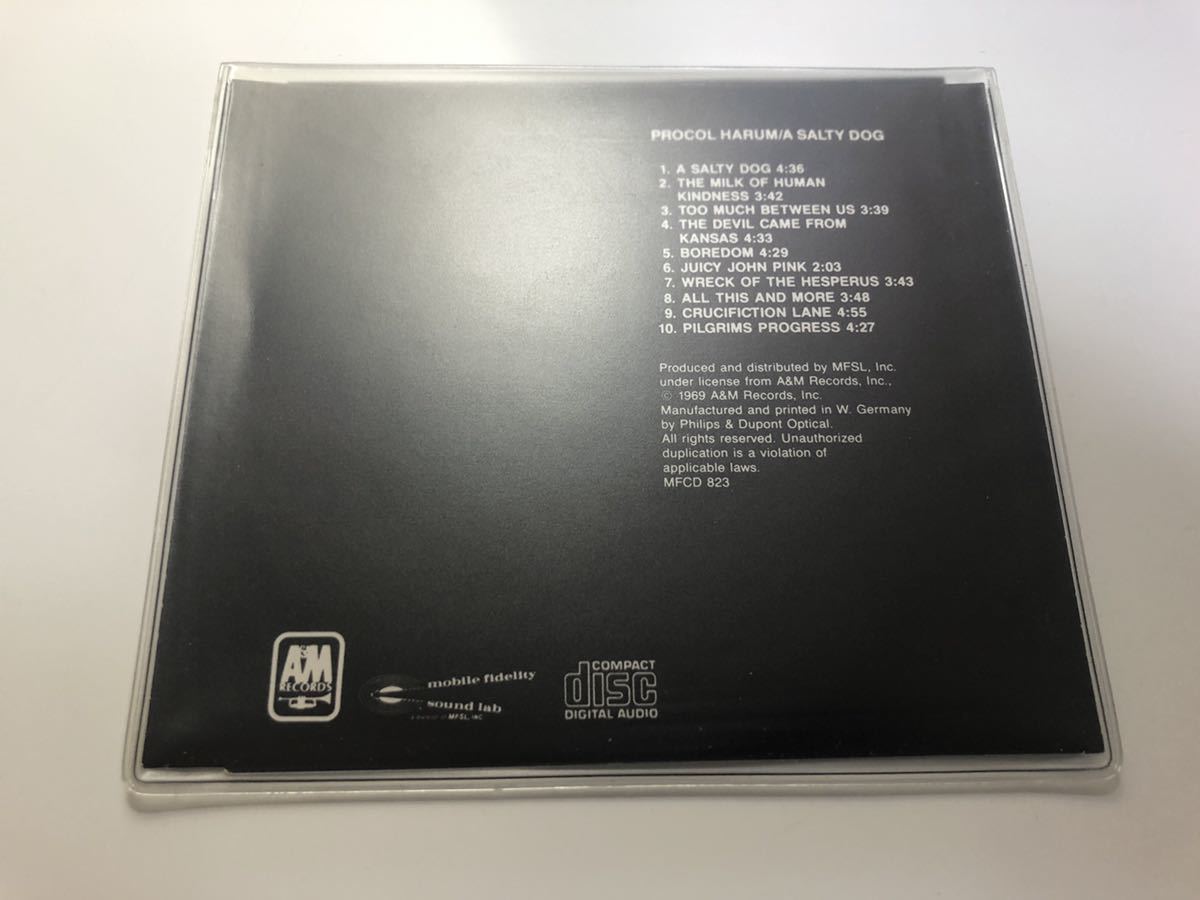 PROCOL HARUM/A SALTY DOG
1. A SALTY DOG 4:36
2. THE MILK OF HUMAN
KINDNESS 3:42
3. TOO MUCH BETWEEN US 3:39
4. THE DEVIL CAME FROM
KANSAS 4:33
5. BOREDOM 4:29
6. JUICY JOHN PINK 2:03
7. WRECK OF THE HESPERUS 3:43
8. ALL THIS AND MORE 3:48
9. CRUCIFICTION LANE 4:55
10. PILGRIMS PROGRESS 4:27
Produced and distributed by MFSL, Inc.
under license from A&M Records, Inc.,
© 1969 A&M Records, Inc.
Manufactured and printed in W. Germany
by Philips & Dupont Optical.
All rights reserved. Unauthorized
duplication is a violation of
applicable laws.
MFCD 823
A&M
RECORDS
mobile fidelity
sound lab
a division of MFSL, INC
COMPACT
disc
DIGITAL AUDIO